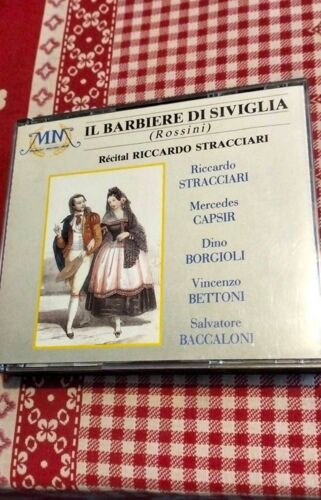 MN
IL BARBIERE DI SIVIGLIA
(Rossini)
Récital RICCARDO STRACCIARI
Riccardo
STRACCIARI
Mercedes
CAPSIR
Dino
BORGIOLI
Vincenzo
BETTONI
Salvatore
BACCALONI